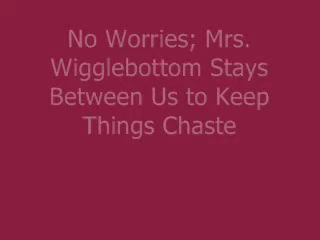 No Worries; Mrs.
Wigglebottom Stays
Between Us to Keep
Things Chaste